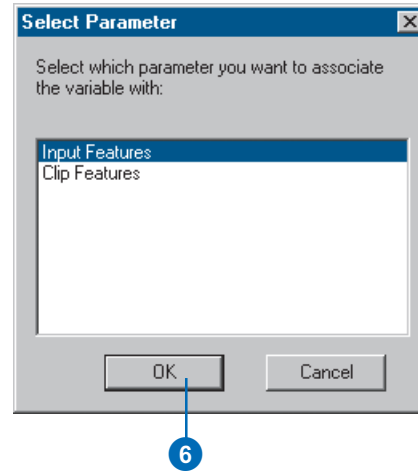 Select Parameter
Select which parameter you want to associate
the variable with:
Input Features
Clip Features
OK
Cancel
6